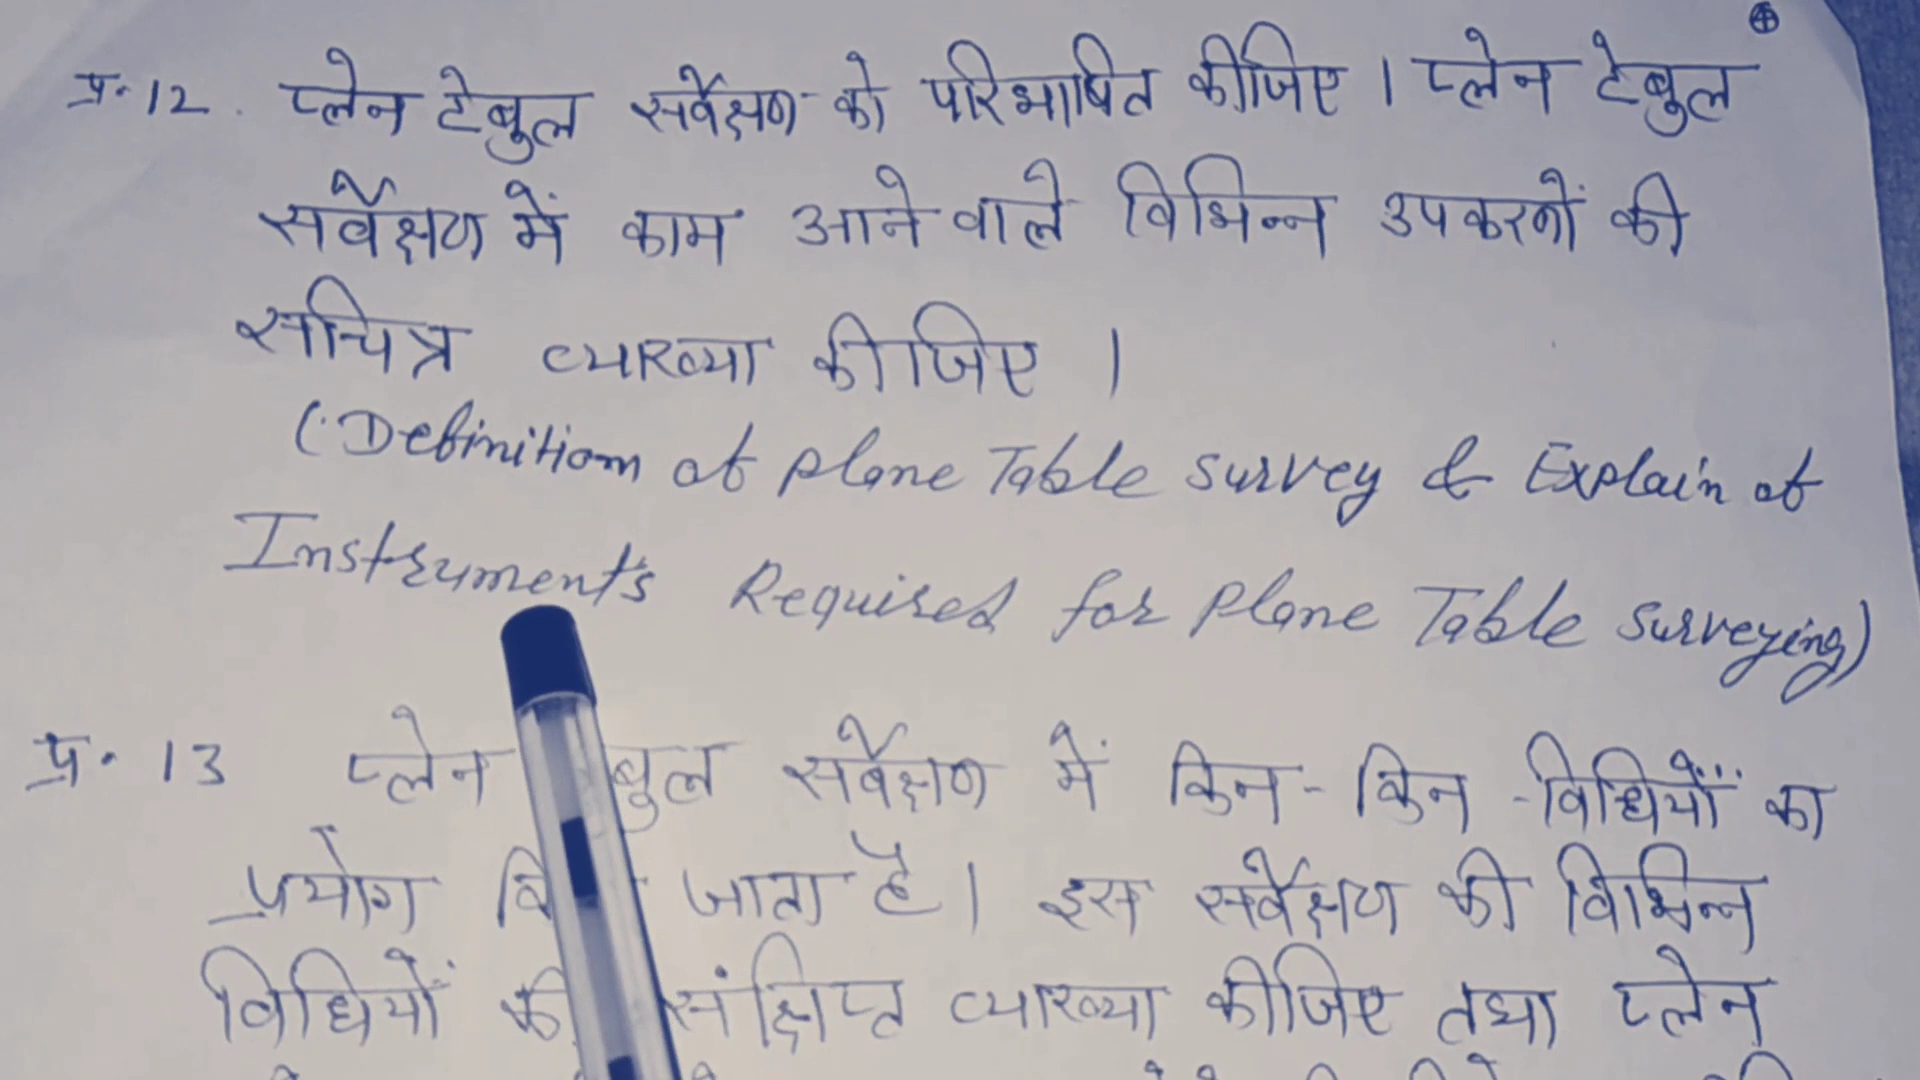 प्र. 12. प्लेन टेबुल सर्वेक्षण को परिभाषित कीजिए । प्लेन टेबुल
सर्वेक्षण में काम आने वाले विभिन्न उपकरणों की
सचित्र व्याख्या कीजिए ।
(Definition of plane Table survey & Explain of
Instruments Required for plane Table surveying)
प्र. 13 प्लेन बुल सर्वेक्षण में किन - किन - विधियों का
प्रयोग जाता है । इस सर्वेक्षण की विभिन्न
विधियों की संक्षिप्त व्याख्या कीजिए तथा प्लेन